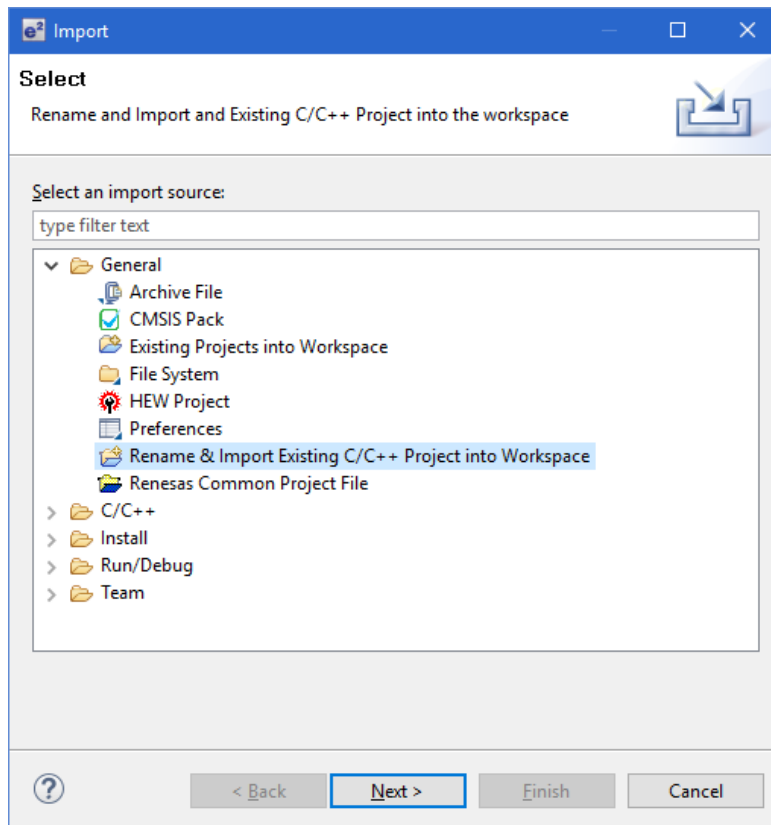 e² Import
Select
Rename and Import and Existing C/C++ Project into the workspace
Select an import source:
type filter text
General
Archive File
CMSIS Pack
Existing Projects into Workspace
File System
HEW Project
Preferences
Rename & Import Existing C/C++ Project into Workspace
Renesas Common Project File
C/C++
Install
Run/Debug
Team
? < Back Next > Finish Cancel